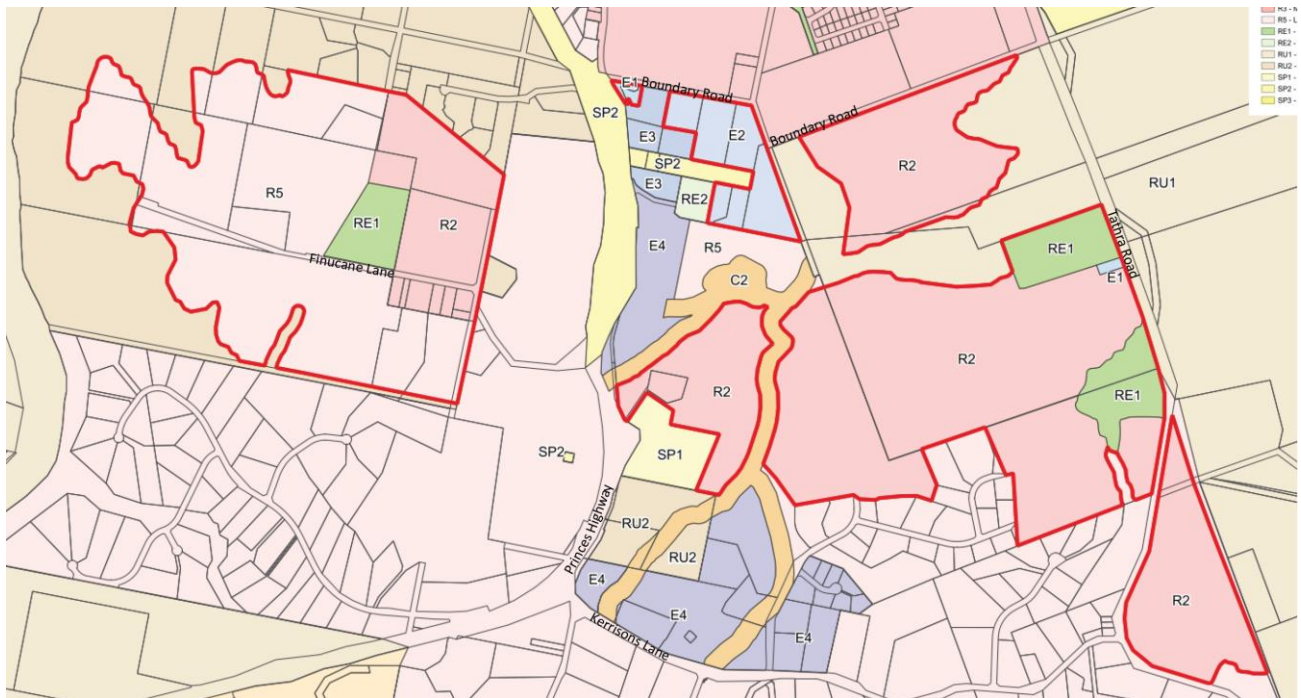 R5 - L
RE1 -
RE2 -
RU1 -
RU2 -
SP1 -
SP2 -
SP3 -
E1
Boundary Road
SP2
E3
E2
Boundary Road
SP2
R2
E3
RE2
RU1
R5
RE1
R2
Tathra Road
RE1
E4
R5
Finucane Lane
C2
E1
R2
R2
RE1
SP2
SP1
Princes Highway
RU2
RU2
E4
E4
E4
Kerrisons Lane
R2